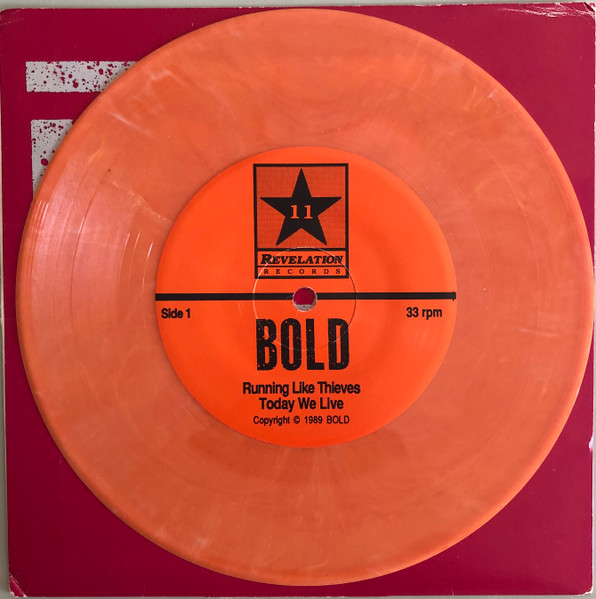 11
REVELATION
RECORDS
Side 1
33 rpm
BOLD
Running Like Thieves
Today We Live
Copyright © 1989 BOLD